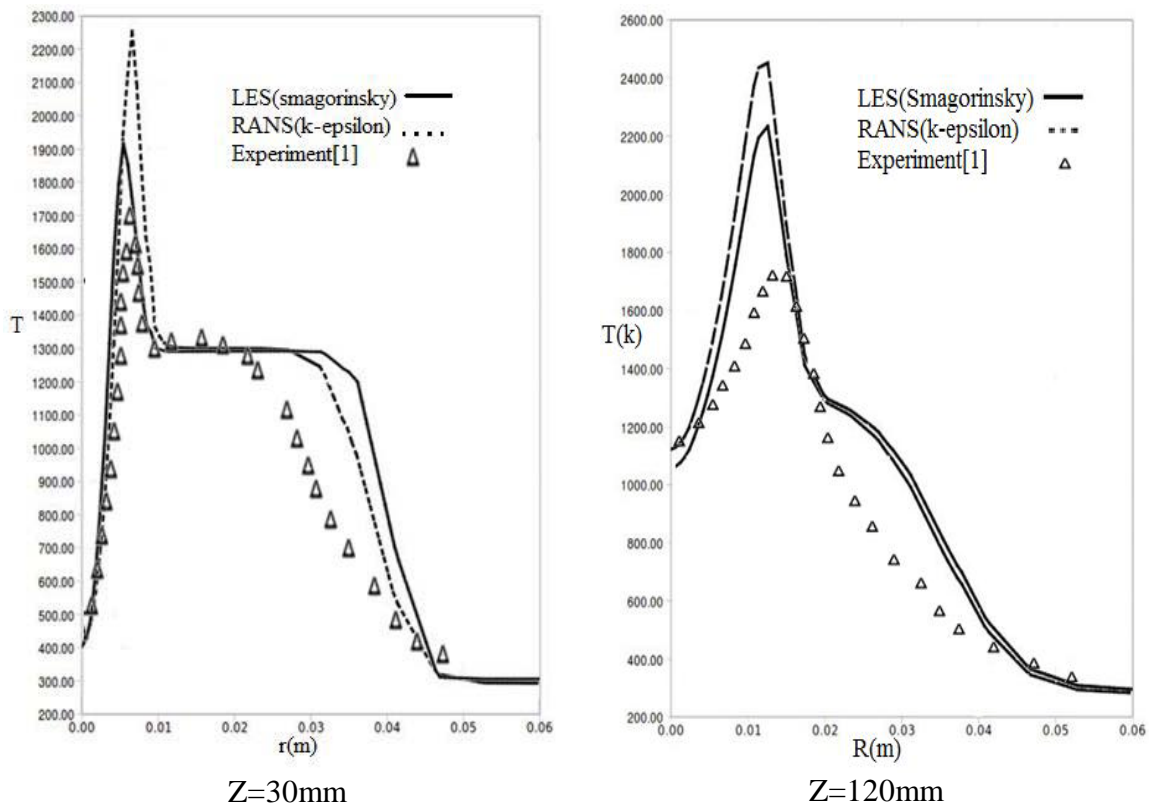 2300.00
2200.00
2100.00
2000.00
1900.00
1800.00
1700.00
1600.00
1500.00
1400.00
1300.00
1200.00
1100.00
1000.00
900.00
800.00
700.00
600.00
500.00
400.00
300.00
200.00
T
LES(smagorinsky)
RANS(k-epsilon)
Experiment[1]
0.00 0.01 0.02 0.03 0.04 0.05 0.06
r(m)
Z=30mm
2600.00
2400.00
2200.00
2000.00
1800.00
1600.00
1400.00
1200.00
1000.00
800.00
600.00
400.00
200.00
T(k)
LES(Smagorinsky)
RANS(k-epsilon)
Experiment[1]
0.00 0.01 0.02 0.03 0.04 0.05 0.06
R(m)
Z=120mm